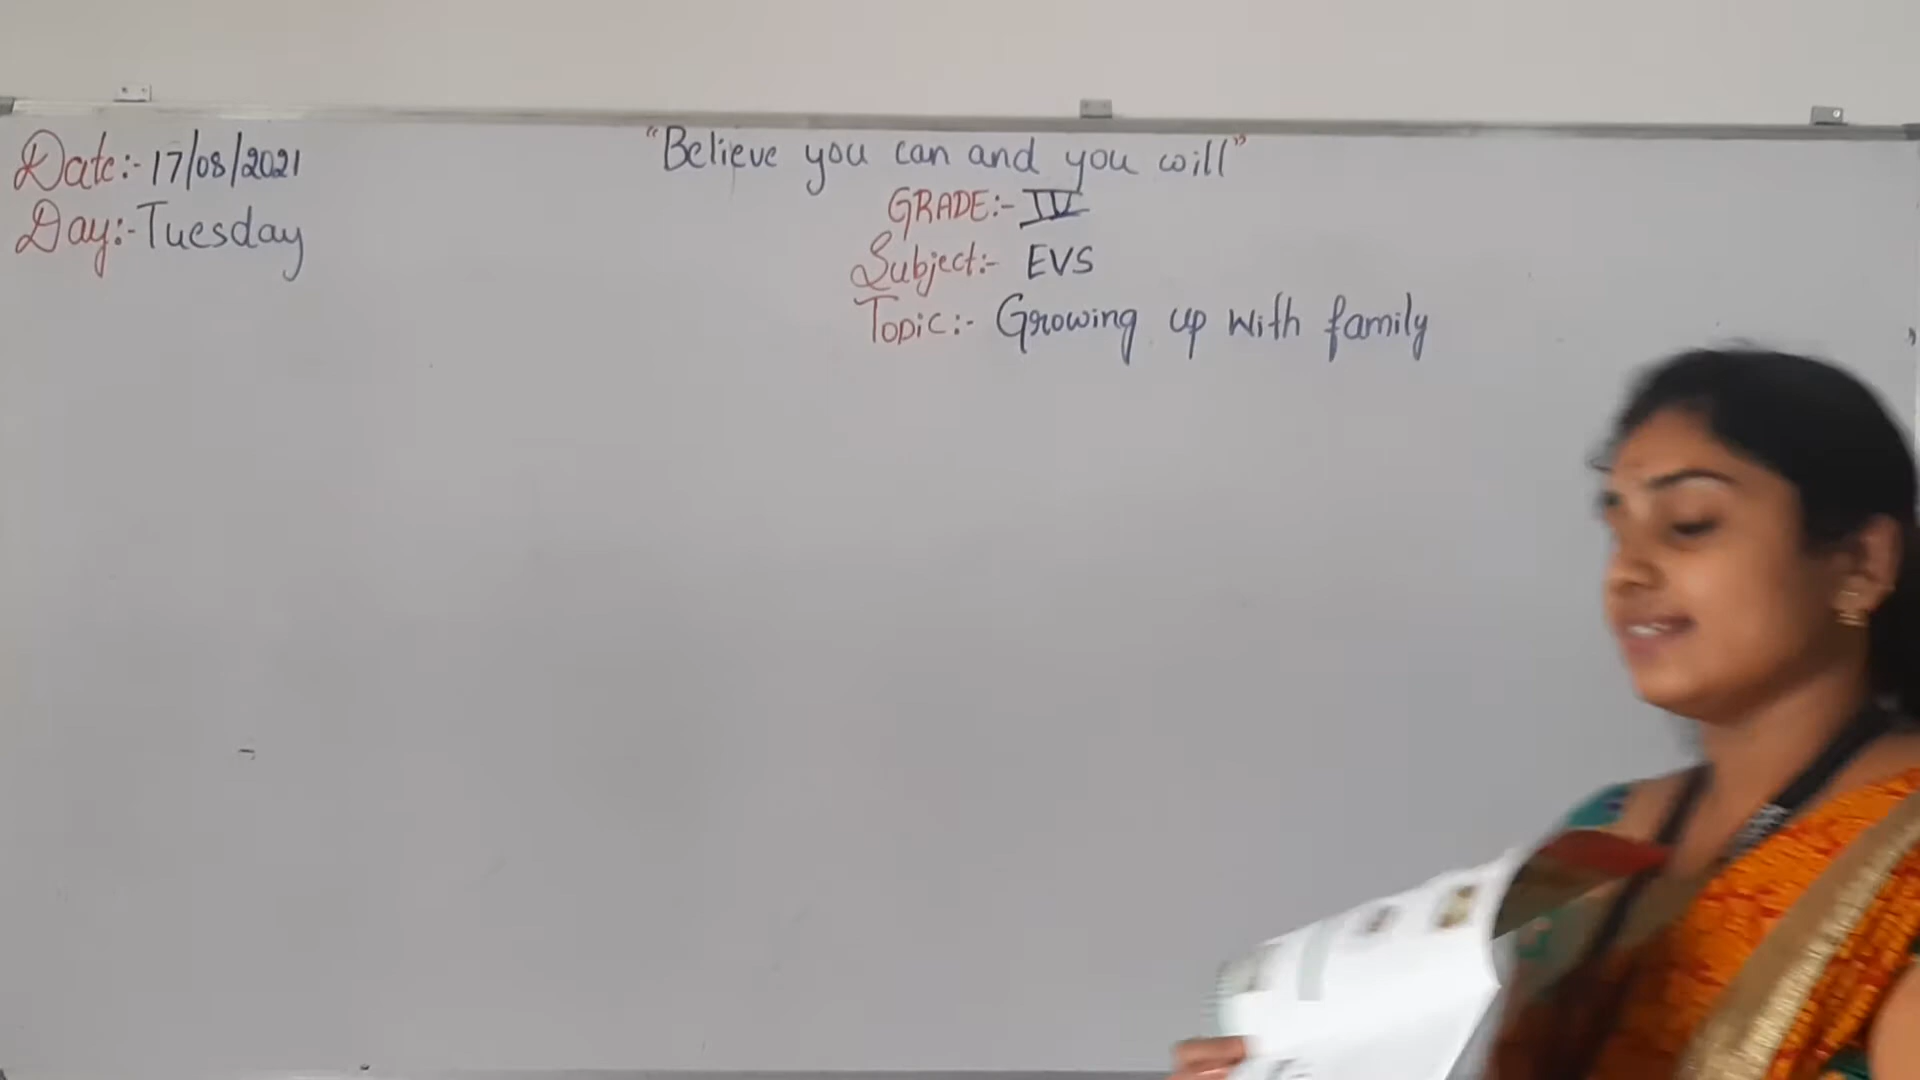 Date:- 17/08/2021
Day:- Tuesday
"Believe you can and you will"
GRADE:- IV
Subject:- EVS
Topic:- Growing up with family